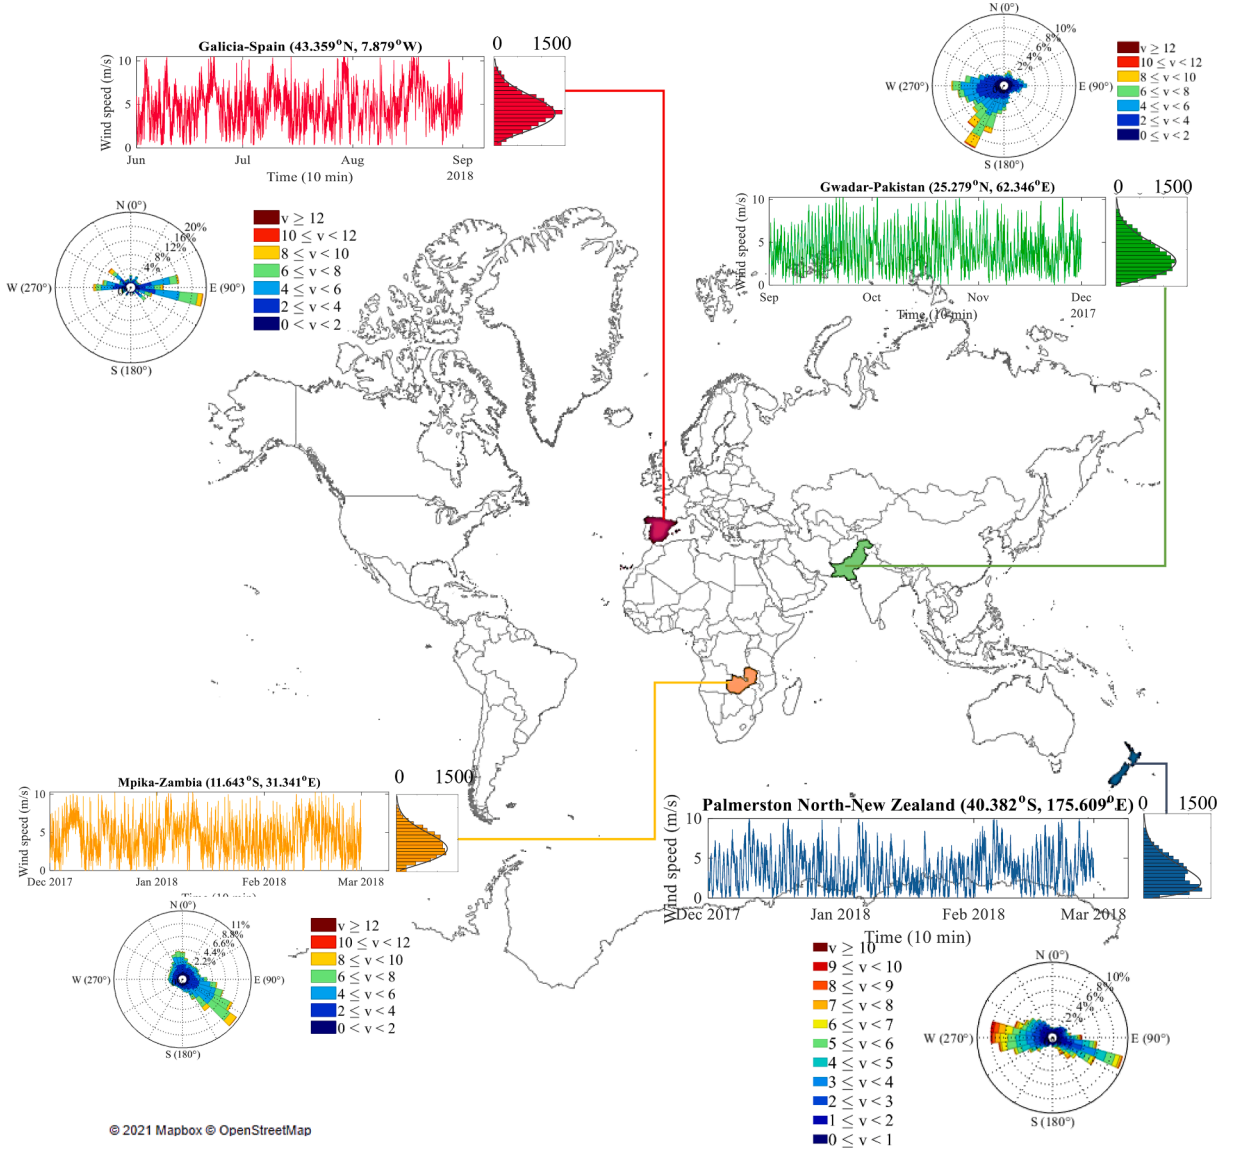 Galicia-Spain (43.359°N, 7.879°W)
0 1500
Wind speed (m/s)
10
5
0
Jun Jul Aug Sep
2018
Time (10 min)
N (0°)
20%
16%
12%
8%
4%
W (270°)
E (90°)
S (180°)
v ≥ 12
10 ≤ v < 12
8 ≤ v < 10
6 ≤ v < 8
4 ≤ v < 6
2 ≤ v < 4
0 < v < 2
N (0°)
10%
8%
6%
4%
2%
W (270°)
E (90°)
S (180°)
v ≥ 12
10 ≤ v < 12
8 ≤ v < 10
6 ≤ v < 8
4 ≤ v < 6
2 ≤ v < 4
0 ≤ v < 2
Gwadar-Pakistan (25.279°N, 62.346°E)
0 1500
Wind speed (m/s)
10
5
0
Sep Oct Nov Dec
2017
Time (10 min)
Mpika-Zambia (11.643°S, 31.341°E)
0 1500
Wind speed (m/s)
10
5
0
Dec 2017 Jan 2018 Feb 2018 Mar 2018
Time (10 min)
N (0°)
11%
8.8%
6.6%
4.4%
2.2%
W (270°)
E (90°)
S (180°)
v ≥ 12
10 ≤ v < 12
8 ≤ v < 10
6 ≤ v < 8
4 ≤ v < 6
2 ≤ v < 4
0 < v < 2
Palmerston North-New Zealand (40.382°S, 175.609°E)
0 1500
Wind speed (m/s)
10
5
0
Dec 2017 Jan 2018 Feb 2018 Mar 2018
Time (10 min)
v ≥ 10
9 ≤ v < 10
8 ≤ v < 9
7 ≤ v < 8
6 ≤ v < 7
5 ≤ v < 6
4 ≤ v < 5
3 ≤ v < 4
2 ≤ v < 3
1 ≤ v < 2
0 ≤ v < 1
N (0°)
10%
8%
6%
4%
2%
W (270°)
E (90°)
S (180°)
© 2021 Mapbox © OpenStreetMap